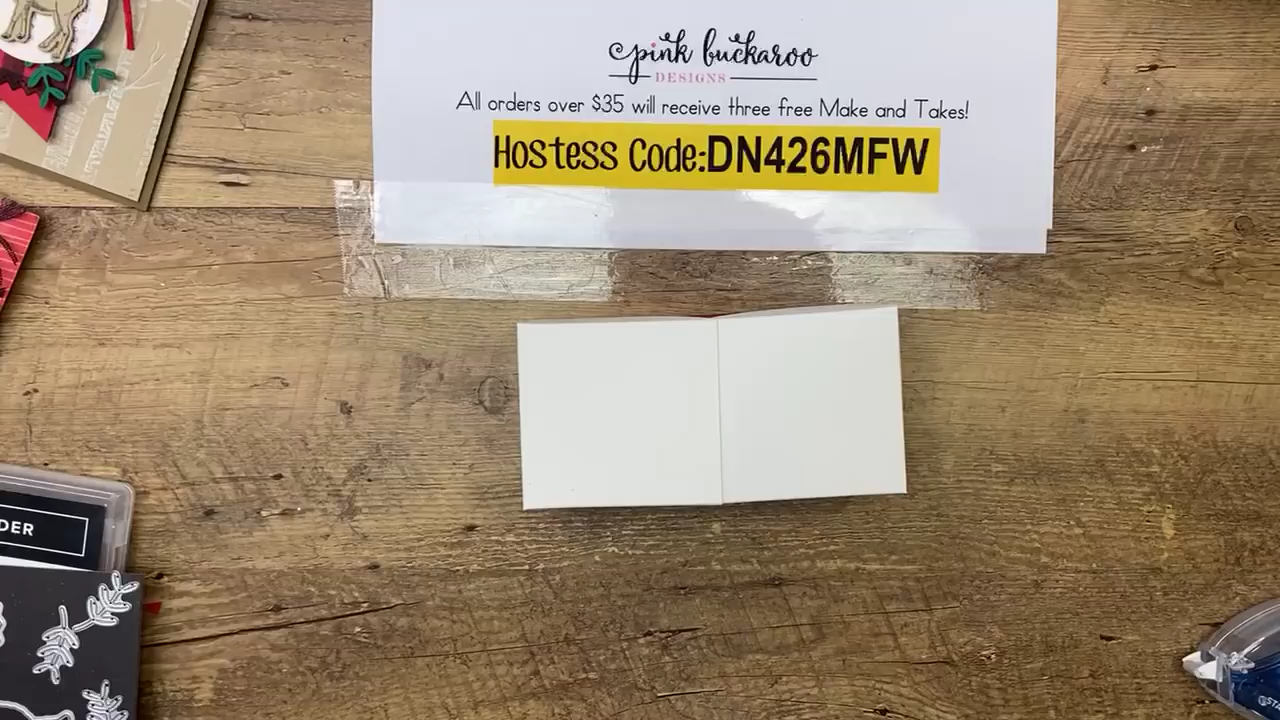 pink buckaroo
DESIGNS
All orders over $35 will receive three free Make and Takes!
Hostess Code:DN426MFW
DER